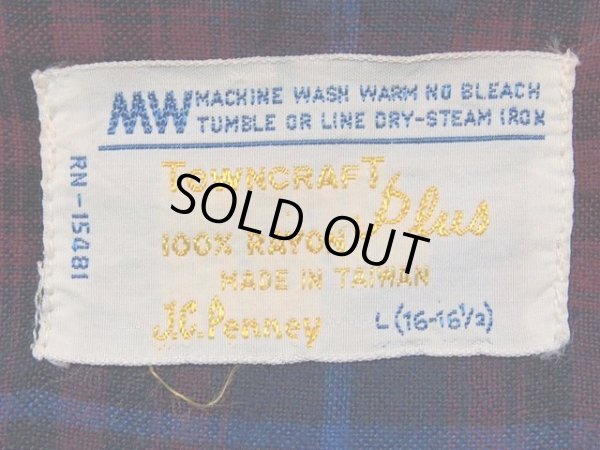 MW MACHINE WASH WARM NO BLEACH
TUMBLE OR LINE DRY-STEAM IRON
RN-15481
TOWNCRAFT Plus
SOLD OUT
100% RAYON
MADE IN TAIWAN
J.C. Penney L (16-16½)